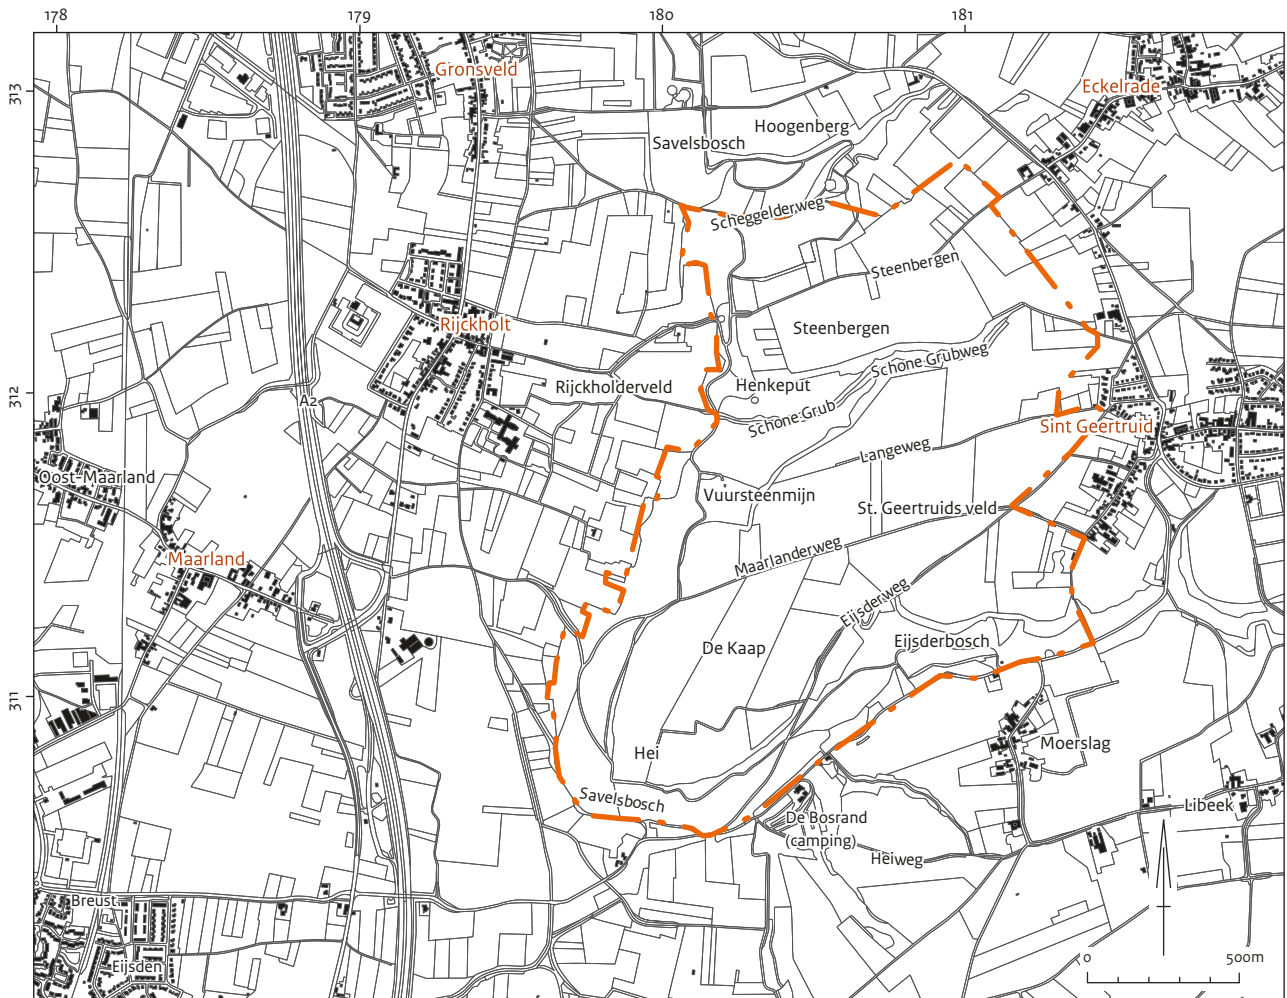 178
179
180
181
313
312
311
Gronsveld
Eckelrade
Hoogenberg
Savelsbosch
Scheggelderweg
Steenbergen
Rijckholt
Steenbergen
Schone Grubweg
Rijckholderveld
Henkeput
A2
Schone Grub
Sint Geertruid
Langeweg
Oost-Maarland
Vuursteenmijn
St. Geertruids veld
Maarland
Maarlanderweg
Eijsderweg
De Kaap
Eijsderbosch
Hei
Moerslag
Savelsbosch
Libeek
De Bosrand
(camping)
Heiweg
Breust
Eijsden
0
500m